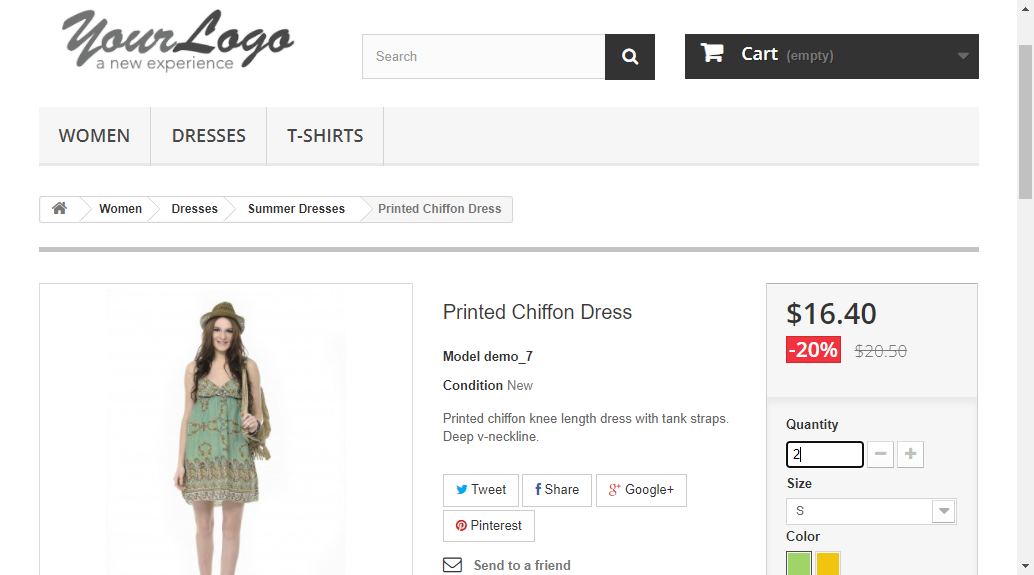 YourLogo
a new experience
Search
Cart (empty)
WOMEN DRESSES T-SHIRTS
Women Dresses Summer Dresses Printed Chiffon Dress
Printed Chiffon Dress
Model demo_7
Condition New
Printed chiffon knee length dress with tank straps.
Deep v-neckline.
Tweet Share Google+
Pinterest
Send to a friend
$16.40
-20% $20.50
Quantity
2
Size
S
Color